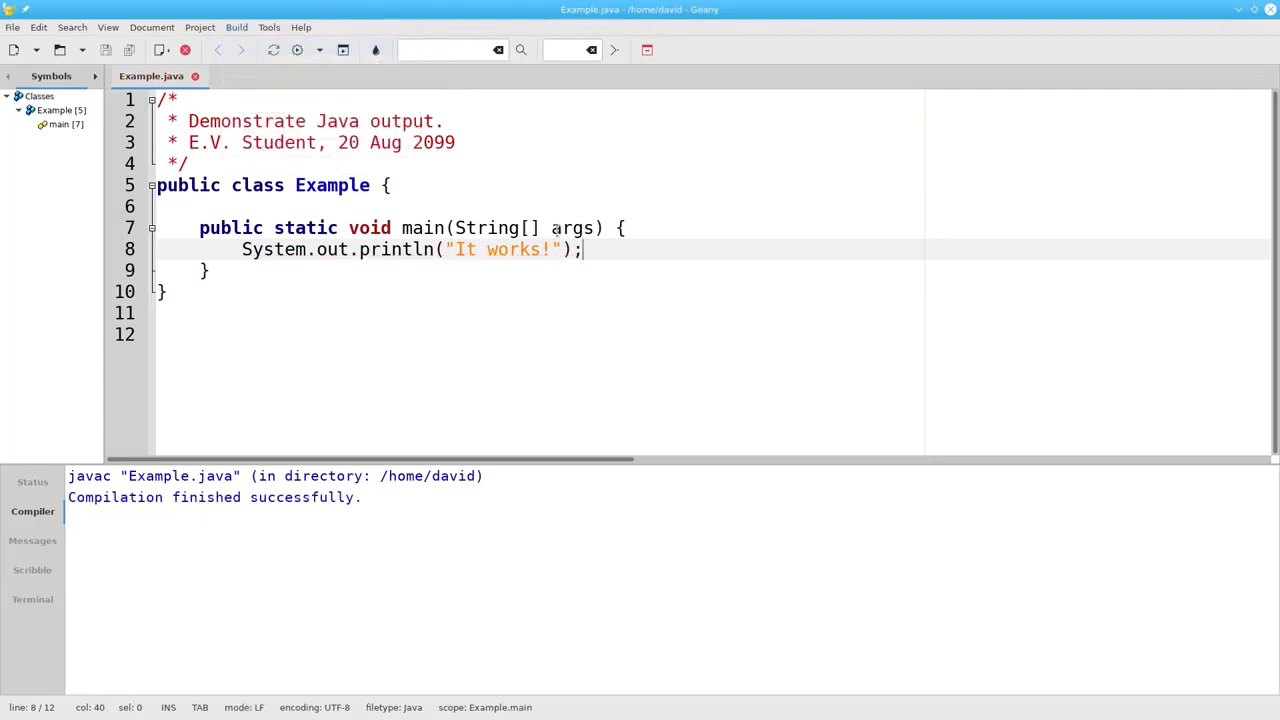 Example.java - /home/david - Geany
File Edit Search View Document Project Build Tools Help
Symbols
Example.java
Classes
Example [5]
main [7]
1 /*
2 * Demonstrate Java output.
3 * E.V. Student, 20 Aug 2099
4 */
5 public class Example {
6
7 public static void main(String[] args) {
8 System.out.println("It works!");
9 }
10 }
11
12
Status
Compiler
Messages
Scribble
Terminal
javac "Example.java" (in directory: /home/david)
Compilation finished successfully.
line: 8 / 12 col: 40 sel: 0 INS TAB mode: LF encoding: UTF-8 filetype: Java scope: Example.main